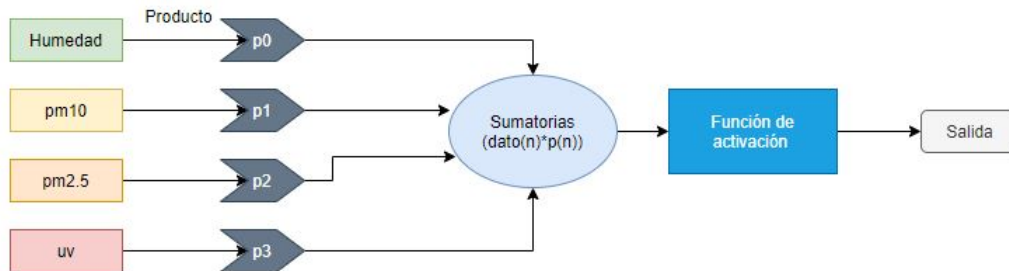 Producto
Humedad
p0
pm10
p1
Sumatorias
(dato(n)*p(n))
Función de
activación
Salida
pm2.5
p2
uv
p3